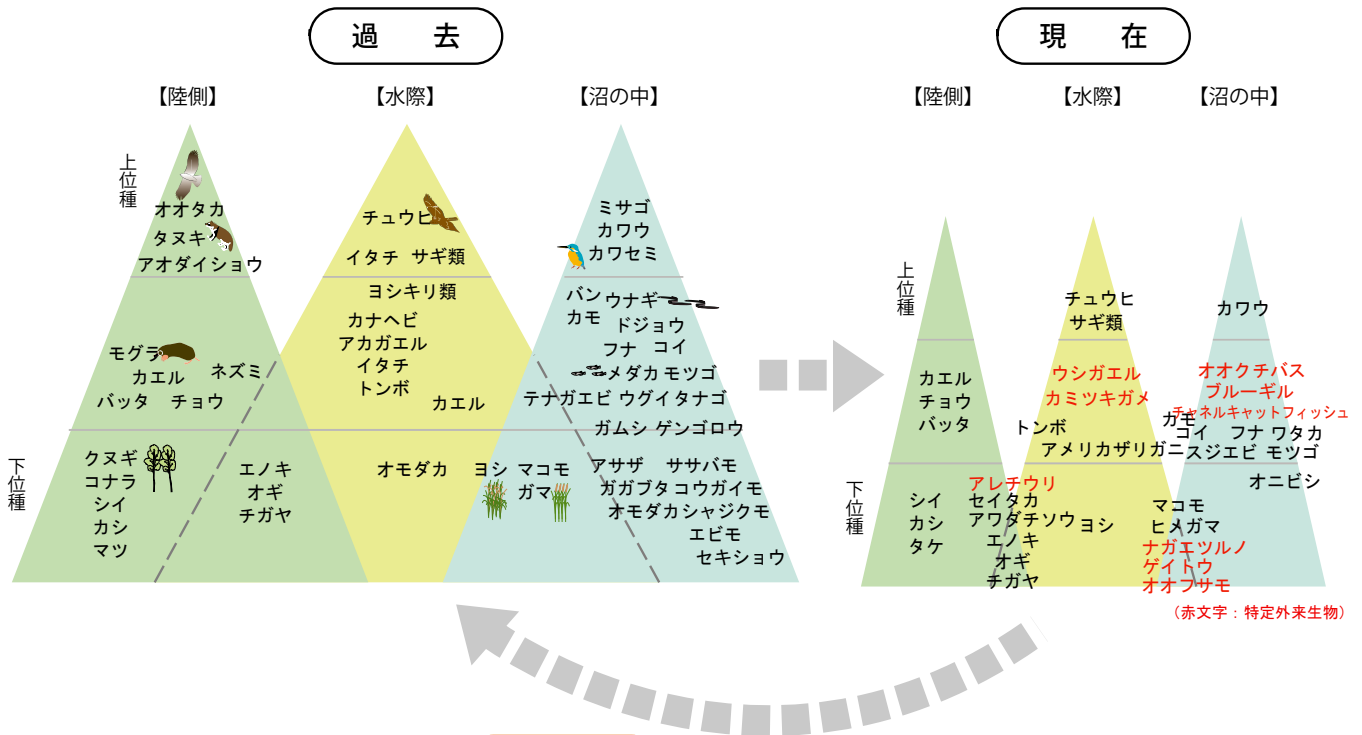 過　去
【陸側】
【水際】
【沼の中】
上位種
オオタカ
タヌキ
アオダイショウ
モグラ
カエル
ネズミ
バッタ
チョウ
下位種
クヌギ
コナラ
シイ
カシ
マツ
エノキ
オギ
チガヤ
チュウヒ
イタチ サギ類
ヨシキリ類
カナヘビ
アカガエル
イタチ
トンボ
カエル
オモダカ
ヨシ
マコモ
ガマ
ミサゴ
カワウ
カワセミ
バン
ウナギ
カモ
ドジョウ
フナ コイ
メダカ モツゴ
テナガエビ ウグイ タナゴ
ガムシ ゲンゴロウ
アサザ ササバモ
ガガブタ コウガイモ
オモダカ シャジクモ
エビモ
セキショウ
現　在
【陸側】
【水際】
【沼の中】
上位種
カエル
チョウ
バッタ
下位種
シイ
カシ
タケ
アレチウリ
セイタカ
アワダチソウ
エノキ
オギ
チガヤ
チュウヒ
サギ類
ウシガエル
カミツキガメ
トンボ
アメリカザリガニ
ヨシ
カワウ
オオクチバス
ブルーギル
チャネルキャットフィッシュ
カモ
コイ フナ ワタカ
スジエビ モツゴ
オニビシ
マコモ
ヒメガマ
ナガエツルノ
ゲイトウ
オオフサモ
（赤文字：特定外来生物）